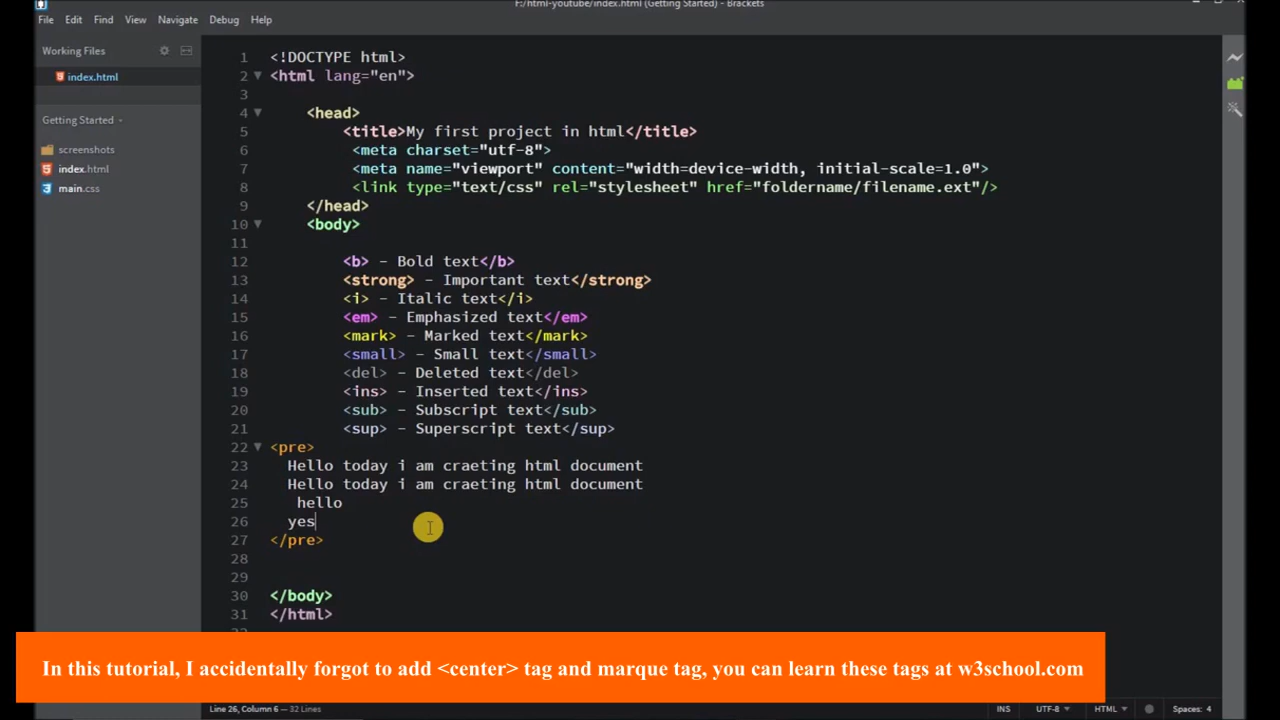 F:/html-youtube/index.html (Getting Started) - Brackets
File Edit Find View Navigate Debug Help
Working Files
index.html
Getting Started
screenshots
index.html
main.css
1 <!DOCTYPE html>
2 <html lang="en">
3
4 <head>
5 <title>My first project in html</title>
6 <meta charset="utf-8">
7 <meta name="viewport" content="width=device-width, initial-scale=1.0">
8 <link type="text/css" rel="stylesheet" href="foldername/filename.ext"/>
9 </head>
10 <body>
11
12 <b> - Bold text</b>
13 <strong> - Important text</strong>
14 <i> - Italic text</i>
15 <em> - Emphasized text</em>
16 <mark> - Marked text</mark>
17 <small> - Small text</small>
18 <del> - Deleted text</del>
19 <ins> - Inserted text</ins>
20 <sub> - Subscript text</sub>
21 <sup> - Superscript text</sup>
22 <pre>
23 Hello today i am craeting html document
24 Hello today i am craeting html document
25 hello
26 yes
27 </pre>
28
29
30 </body>
31 </html>
In this tutorial, I accidentally forgot to add <center> tag and marque tag, you can learn these tags at w3school.com
Line 26, Column 6 — 32 Lines INS UTF-8 HTML Spaces: 4